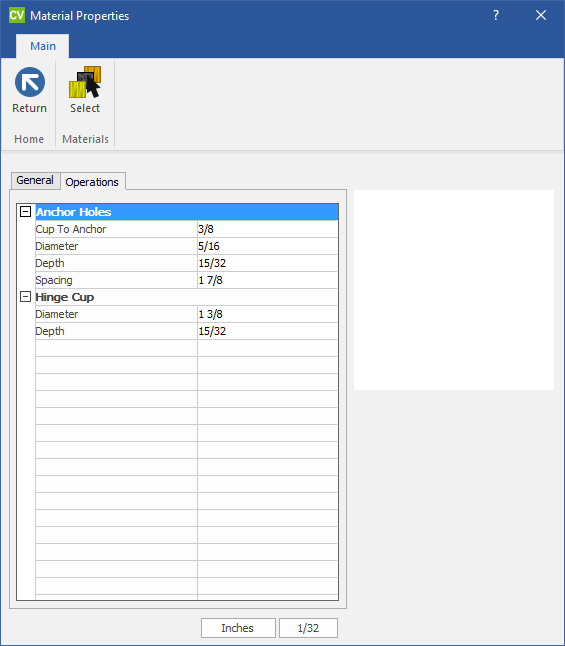 CV Material Properties ?
Main
Return
Select
Home
Materials
General
Operations
Anchor Holes
Cup To Anchor 3/8
Diameter 5/16
Depth 15/32
Spacing 1 7/8
Hinge Cup
Diameter 1 3/8
Depth 15/32
Inches
1/32